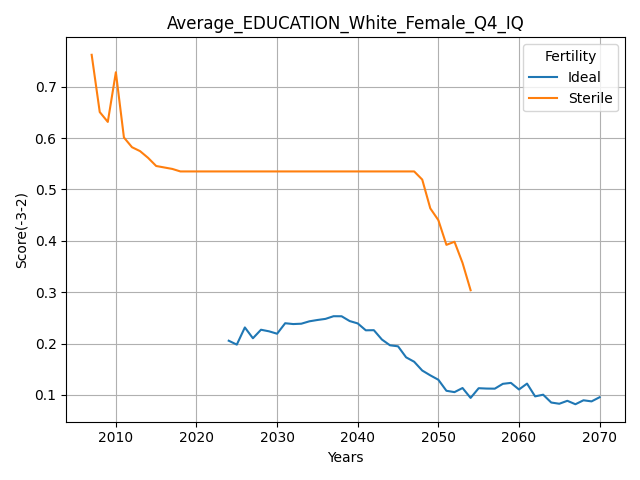 Average_EDUCATION_White_Female_Q4_IQ
Fertility
Ideal
Sterile
Score(-3-2)
0.7
0.6
0.5
0.4
0.3
0.2
0.1
2010 2020 2030 2040 2050 2060 2070
Years